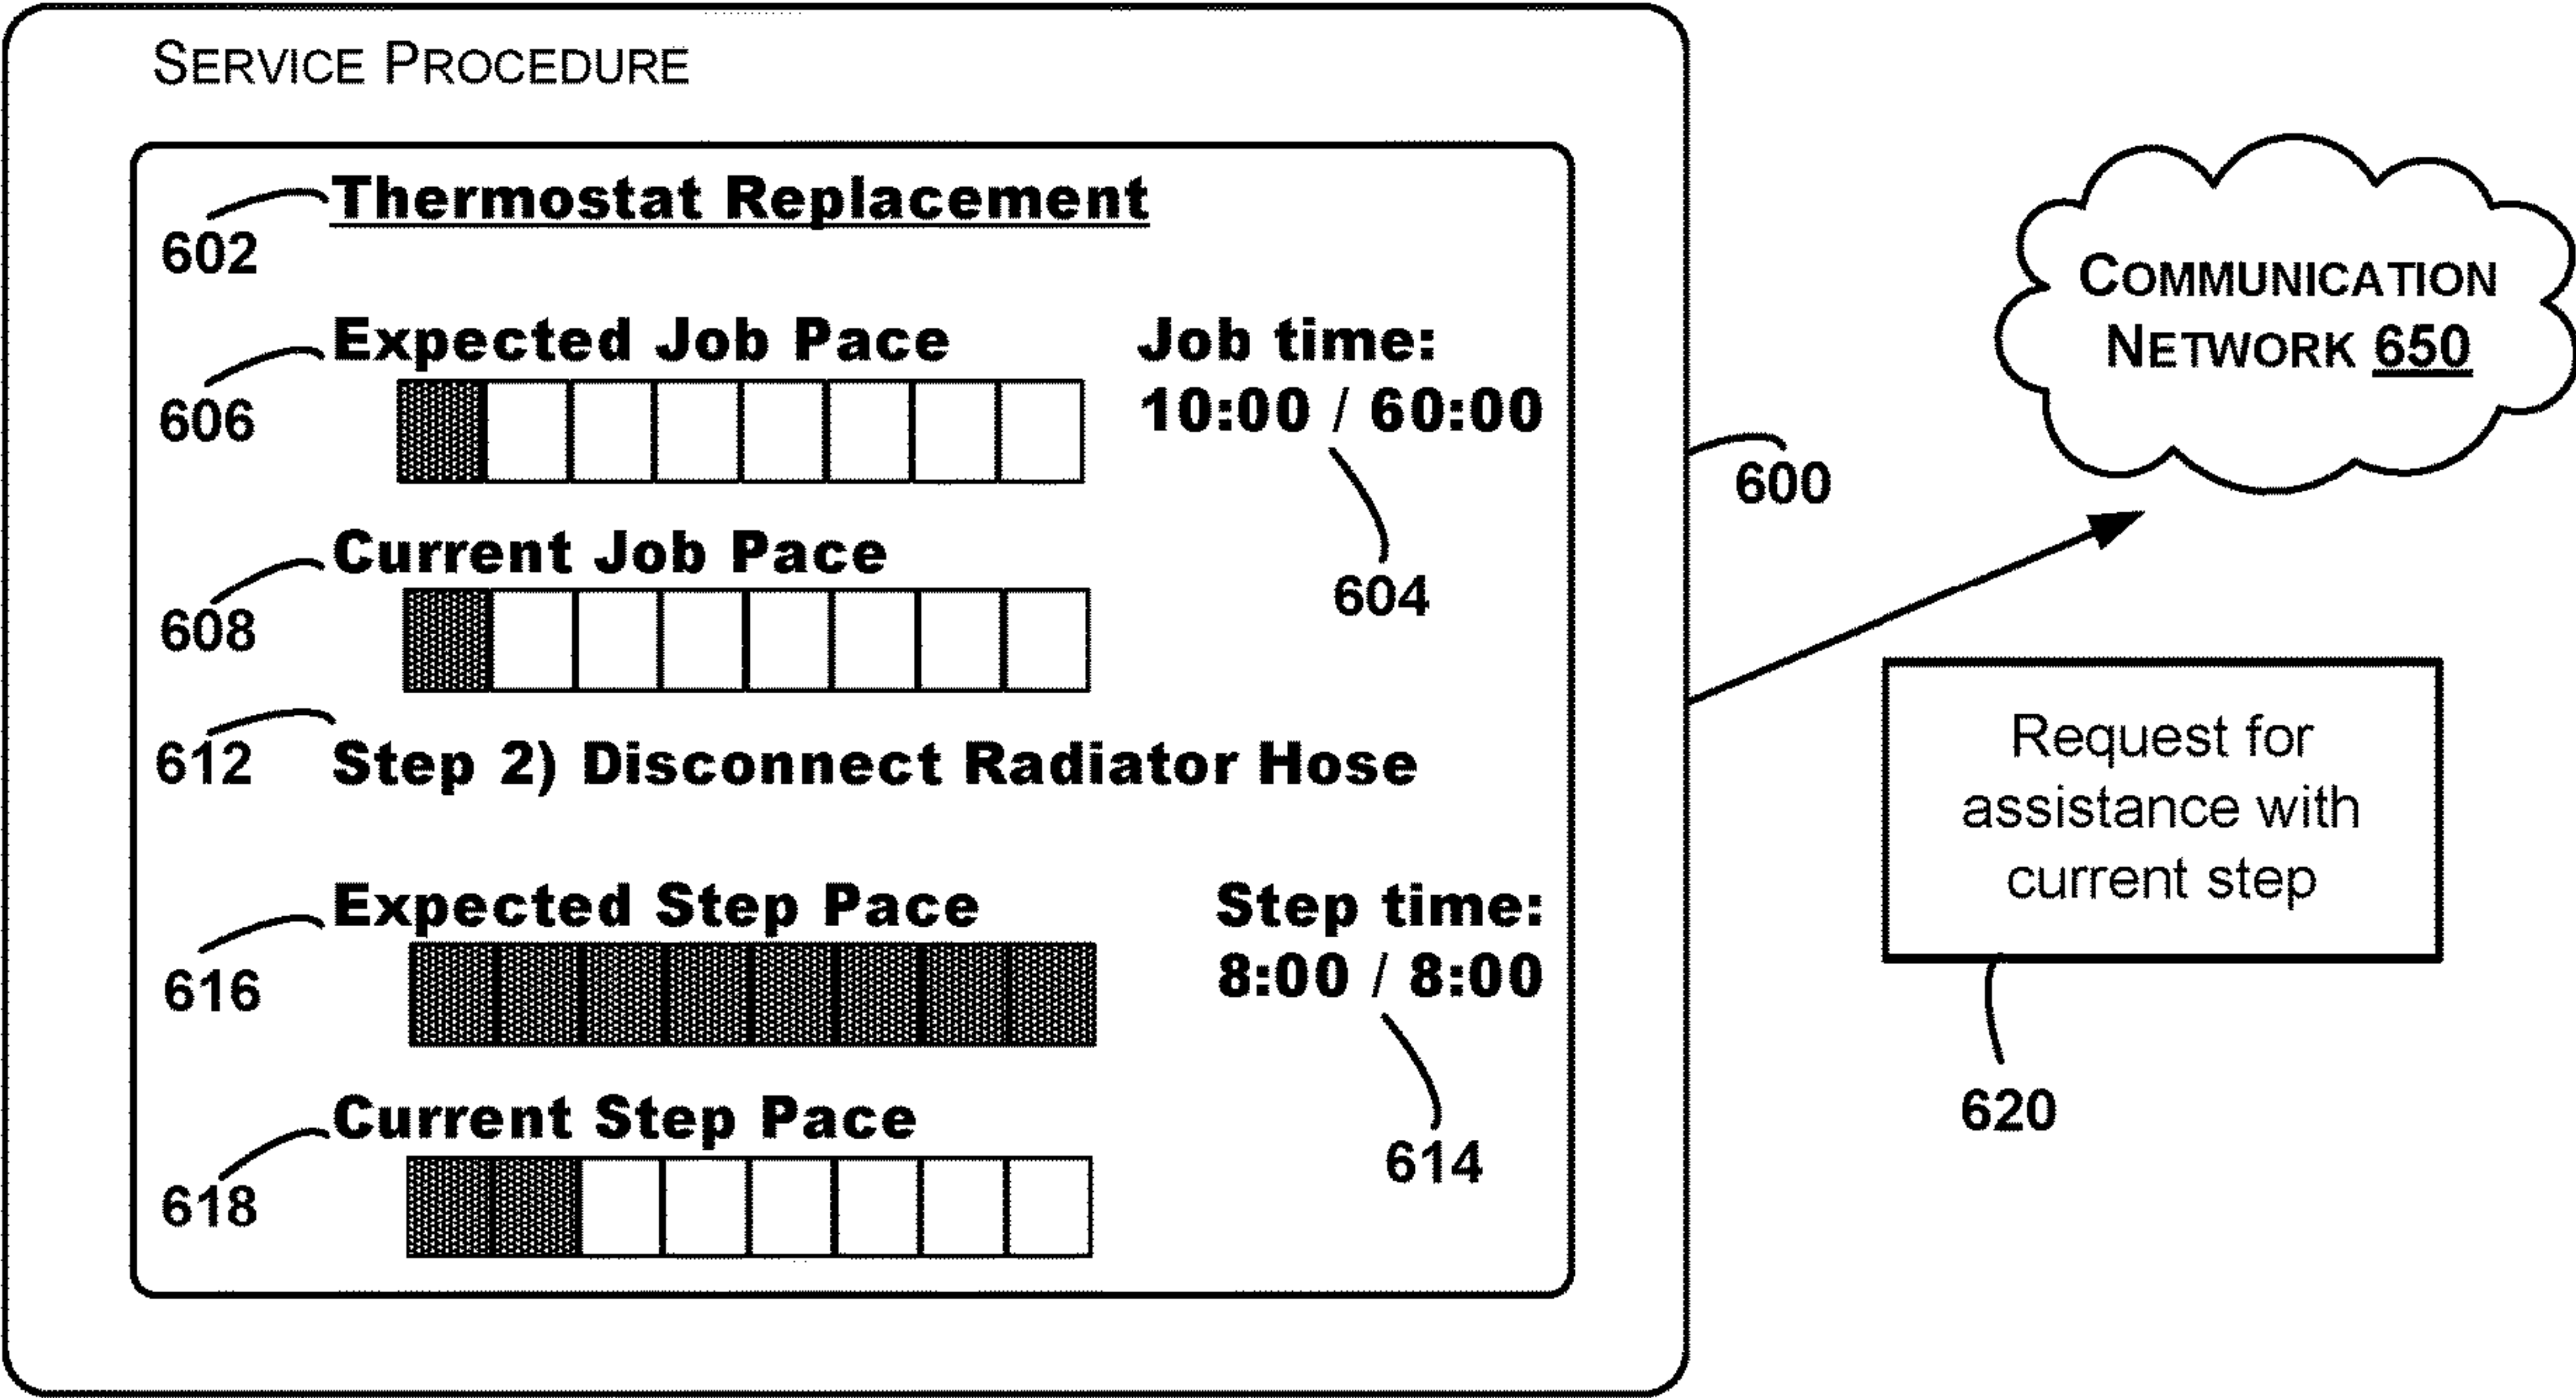 SERVICE PROCEDURE
Thermostat Replacement
602
Expected Job Pace
606
Job time:
10:00 / 60:00
604
Current Job Pace
608
612
Step 2) Disconnect Radiator Hose
Expected Step Pace
616
Step time:
8:00 / 8:00
614
Current Step Pace
618
600
COMMUNICATION
NETWORK 650
Request for
assistance with
current step
620